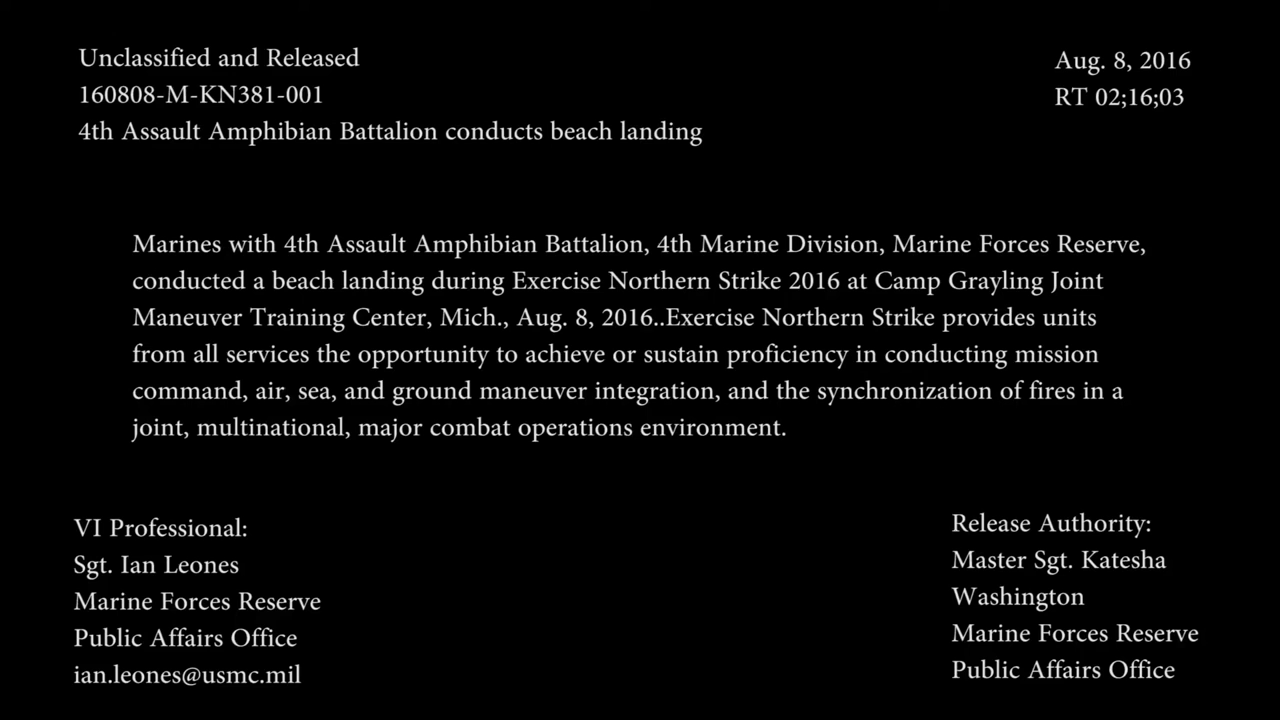 Unclassified and Released
160808-M-KN381-001
4th Assault Amphibian Battalion conducts beach landing
Aug. 8, 2016
RT 02;16;03
Marines with 4th Assault Amphibian Battalion, 4th Marine Division, Marine Forces Reserve,
conducted a beach landing during Exercise Northern Strike 2016 at Camp Grayling Joint
Maneuver Training Center, Mich., Aug. 8, 2016..Exercise Northern Strike provides units
from all services the opportunity to achieve or sustain proficiency in conducting mission
command, air, sea, and ground maneuver integration, and the synchronization of fires in a
joint, multinational, major combat operations environment.
VI Professional:
Sgt. Ian Leones
Marine Forces Reserve
Public Affairs Office
ian.leones@usmc.mil
Release Authority:
Master Sgt. Katesha
Washington
Marine Forces Reserve
Public Affairs Office